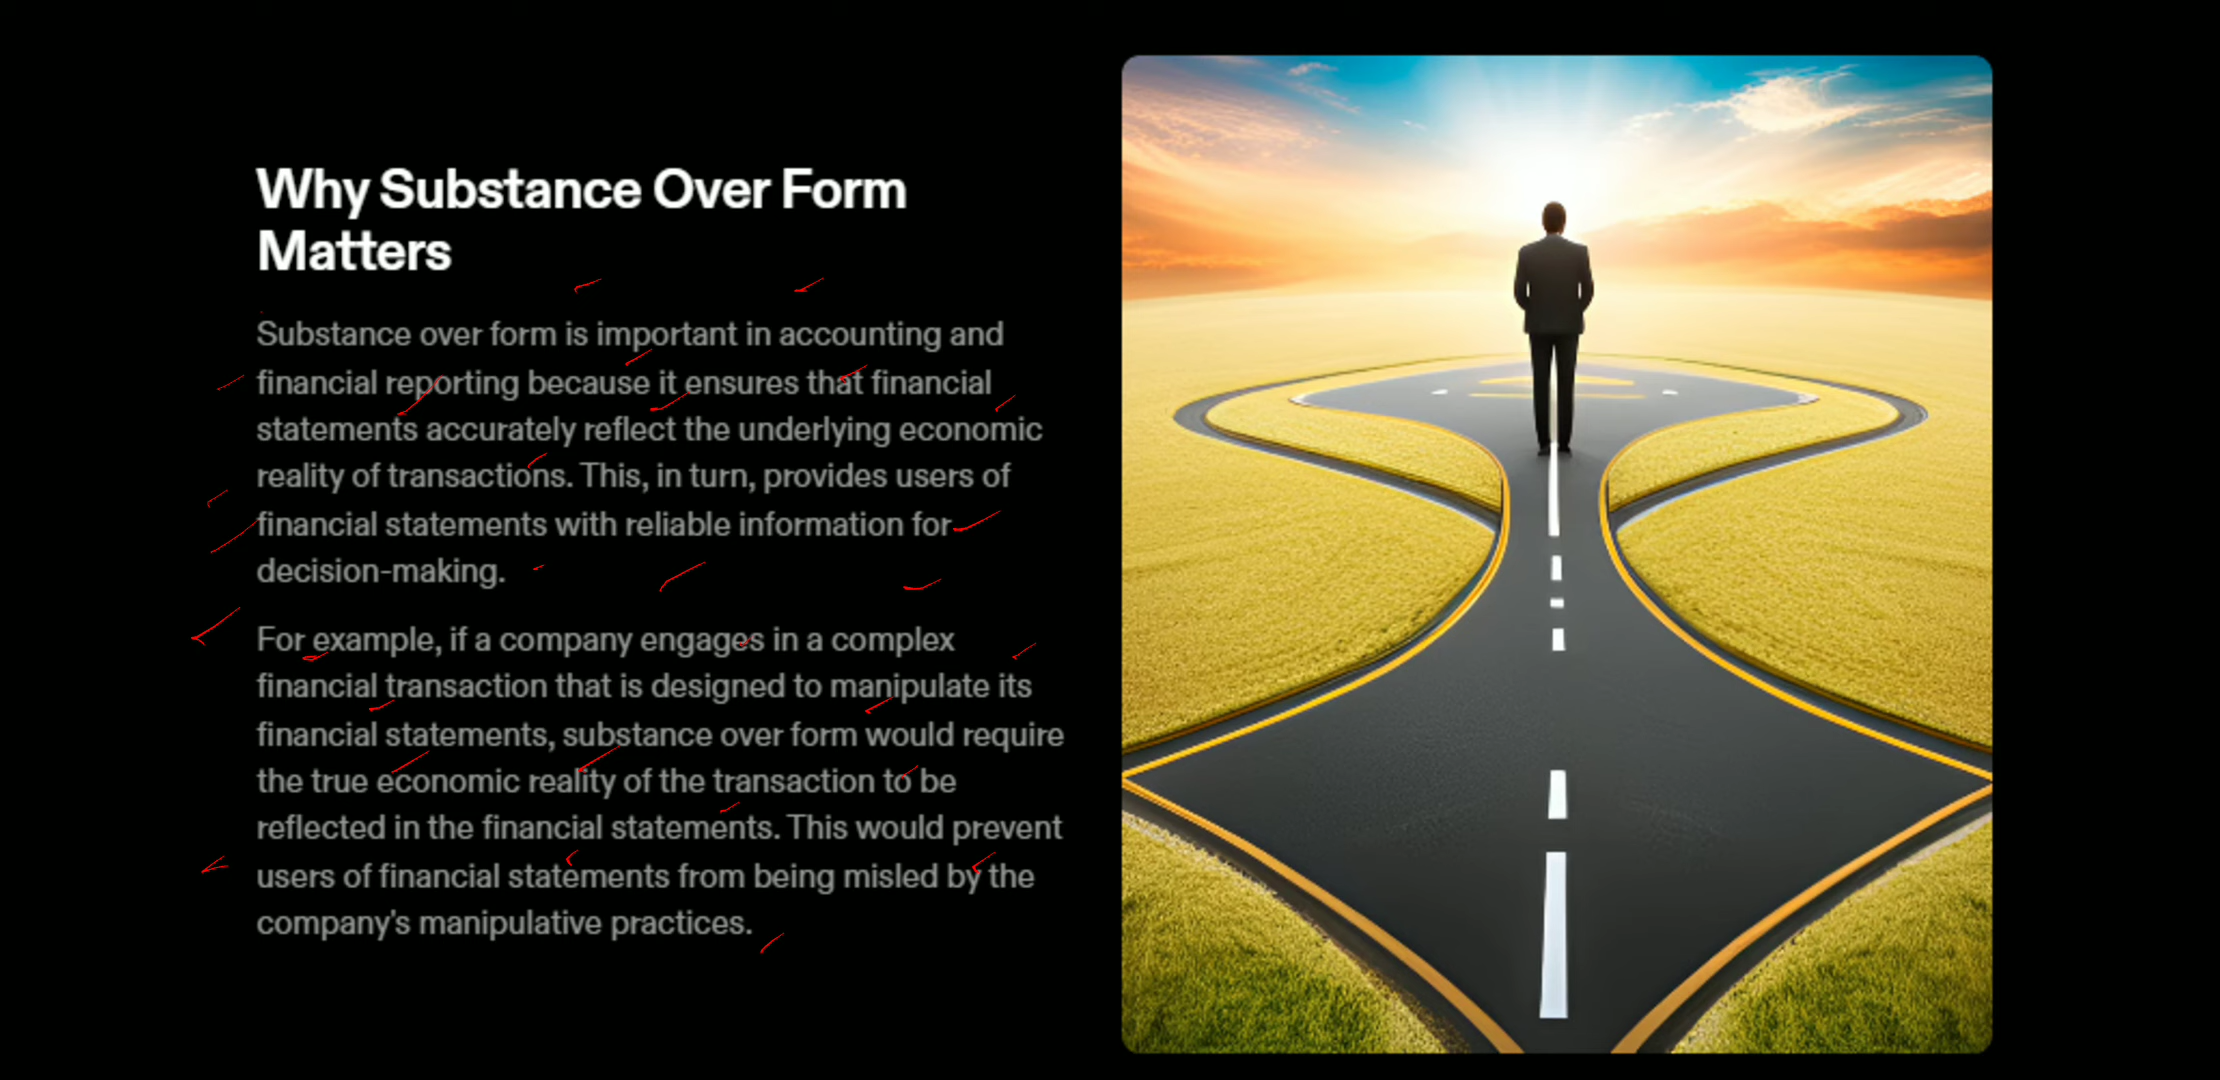 Why Substance Over Form
Matters
Substance over form is important in accounting and
financial reporting because it ensures that financial
statements accurately reflect the underlying economic
reality of transactions. This, in turn, provides users of
financial statements with reliable information for
decision-making.
For example, if a company engages in a complex
financial transaction that is designed to manipulate its
financial statements, substance over form would require
the true economic reality of the transaction to be
reflected in the financial statements. This would prevent
users of financial statements from being misled by the
company's manipulative practices.